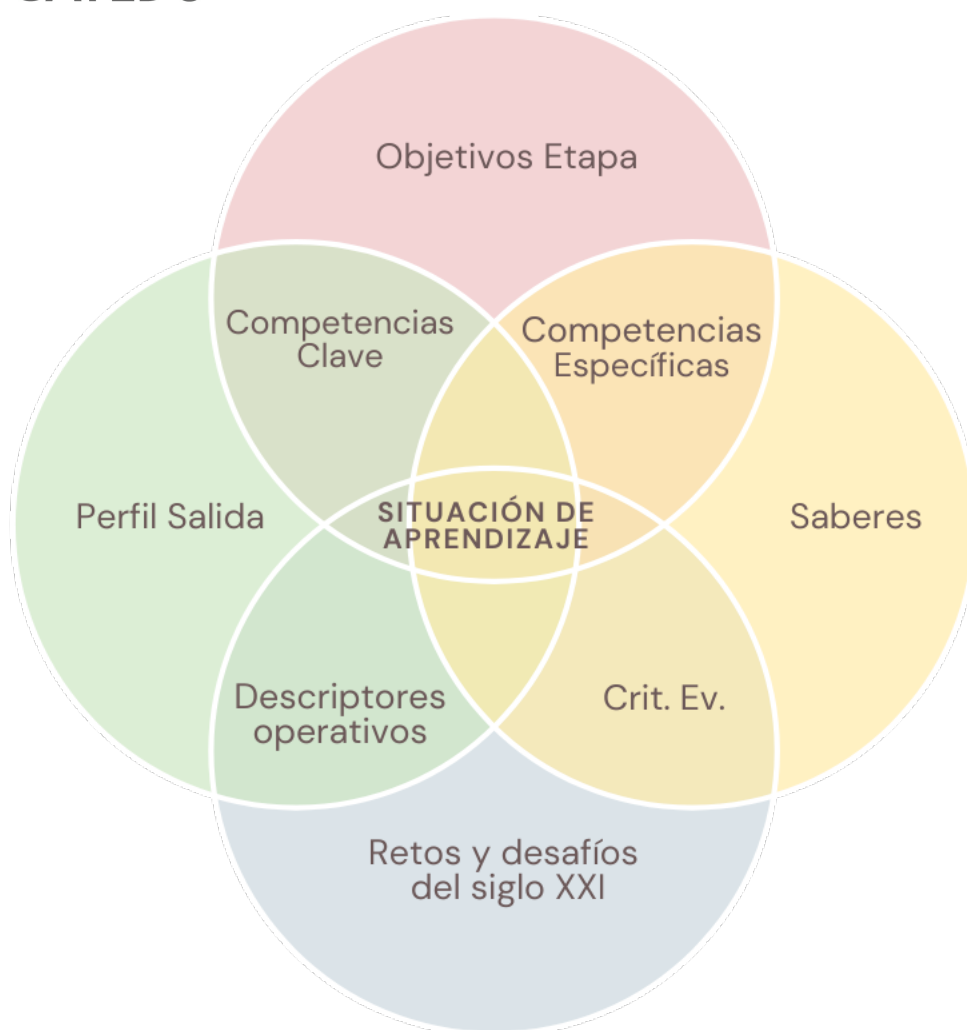 Objetivos Etapa
Competencias
Clave
Competencias
Específicas
Perfil Salida
SITUACIÓN DE
APRENDIZAJE
Saberes
Descriptores
operativos
Crit. Ev.
Retos y desafíos
del siglo XXI